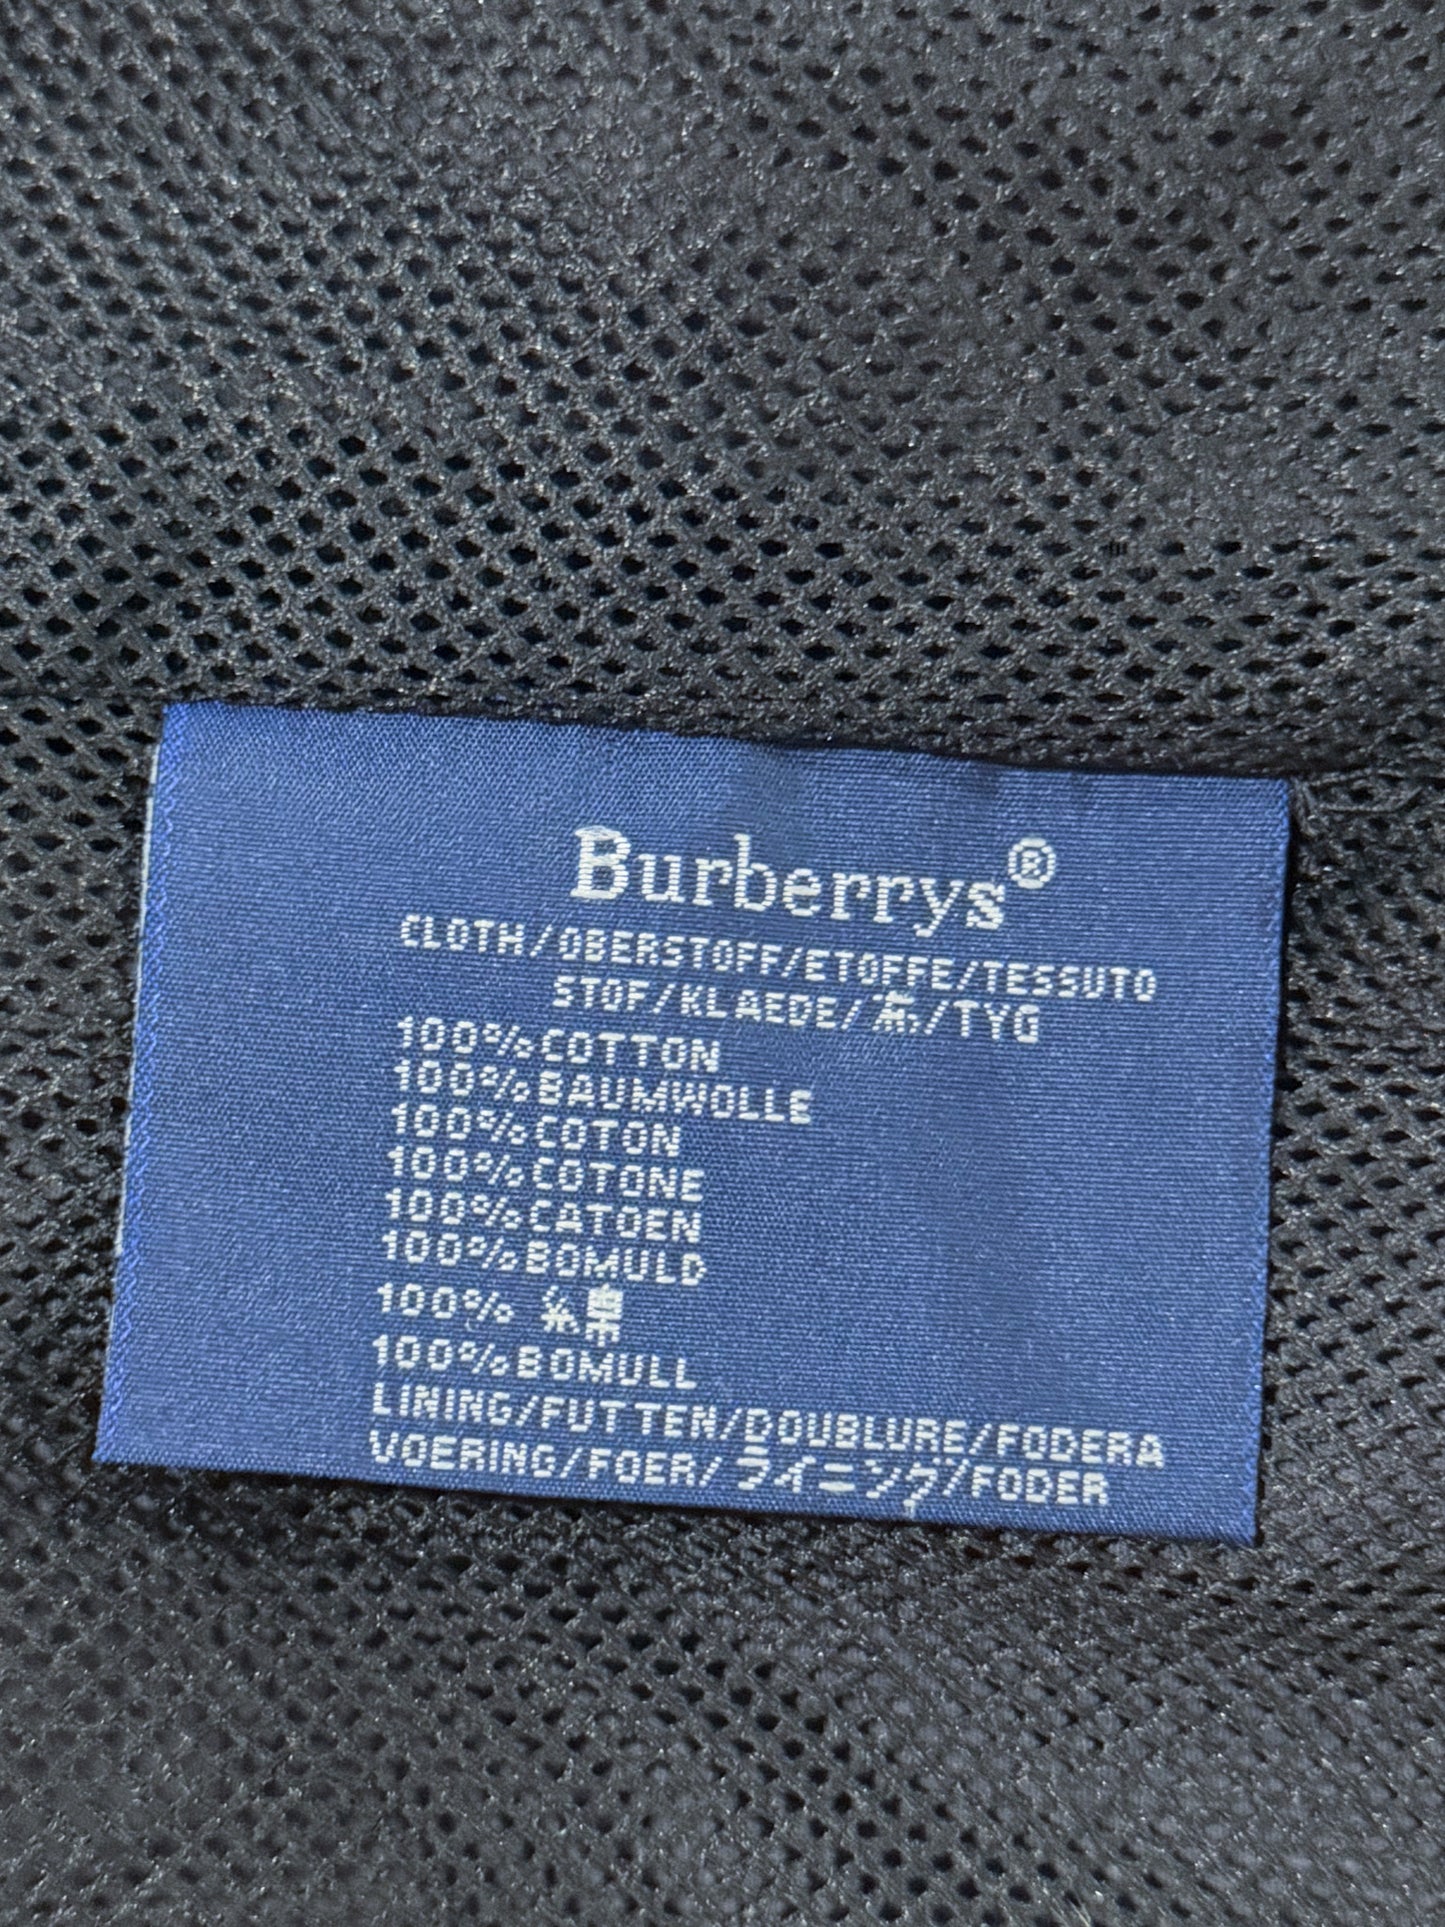 Burberrys®
CLOTH/OBERSTOFF/ETOFFE/TESSUTO
STOF/KLAEDE/布/TYG
100%COTTON
100%BAUMWOLLE
100%COTON
100%COTONE
100%CATOEN
100%BOMULD
100%
100%BOMULL
LINING/FUTTEN/DOUBLURE/FODERA
VOERING/FOER/ライニング/FODER